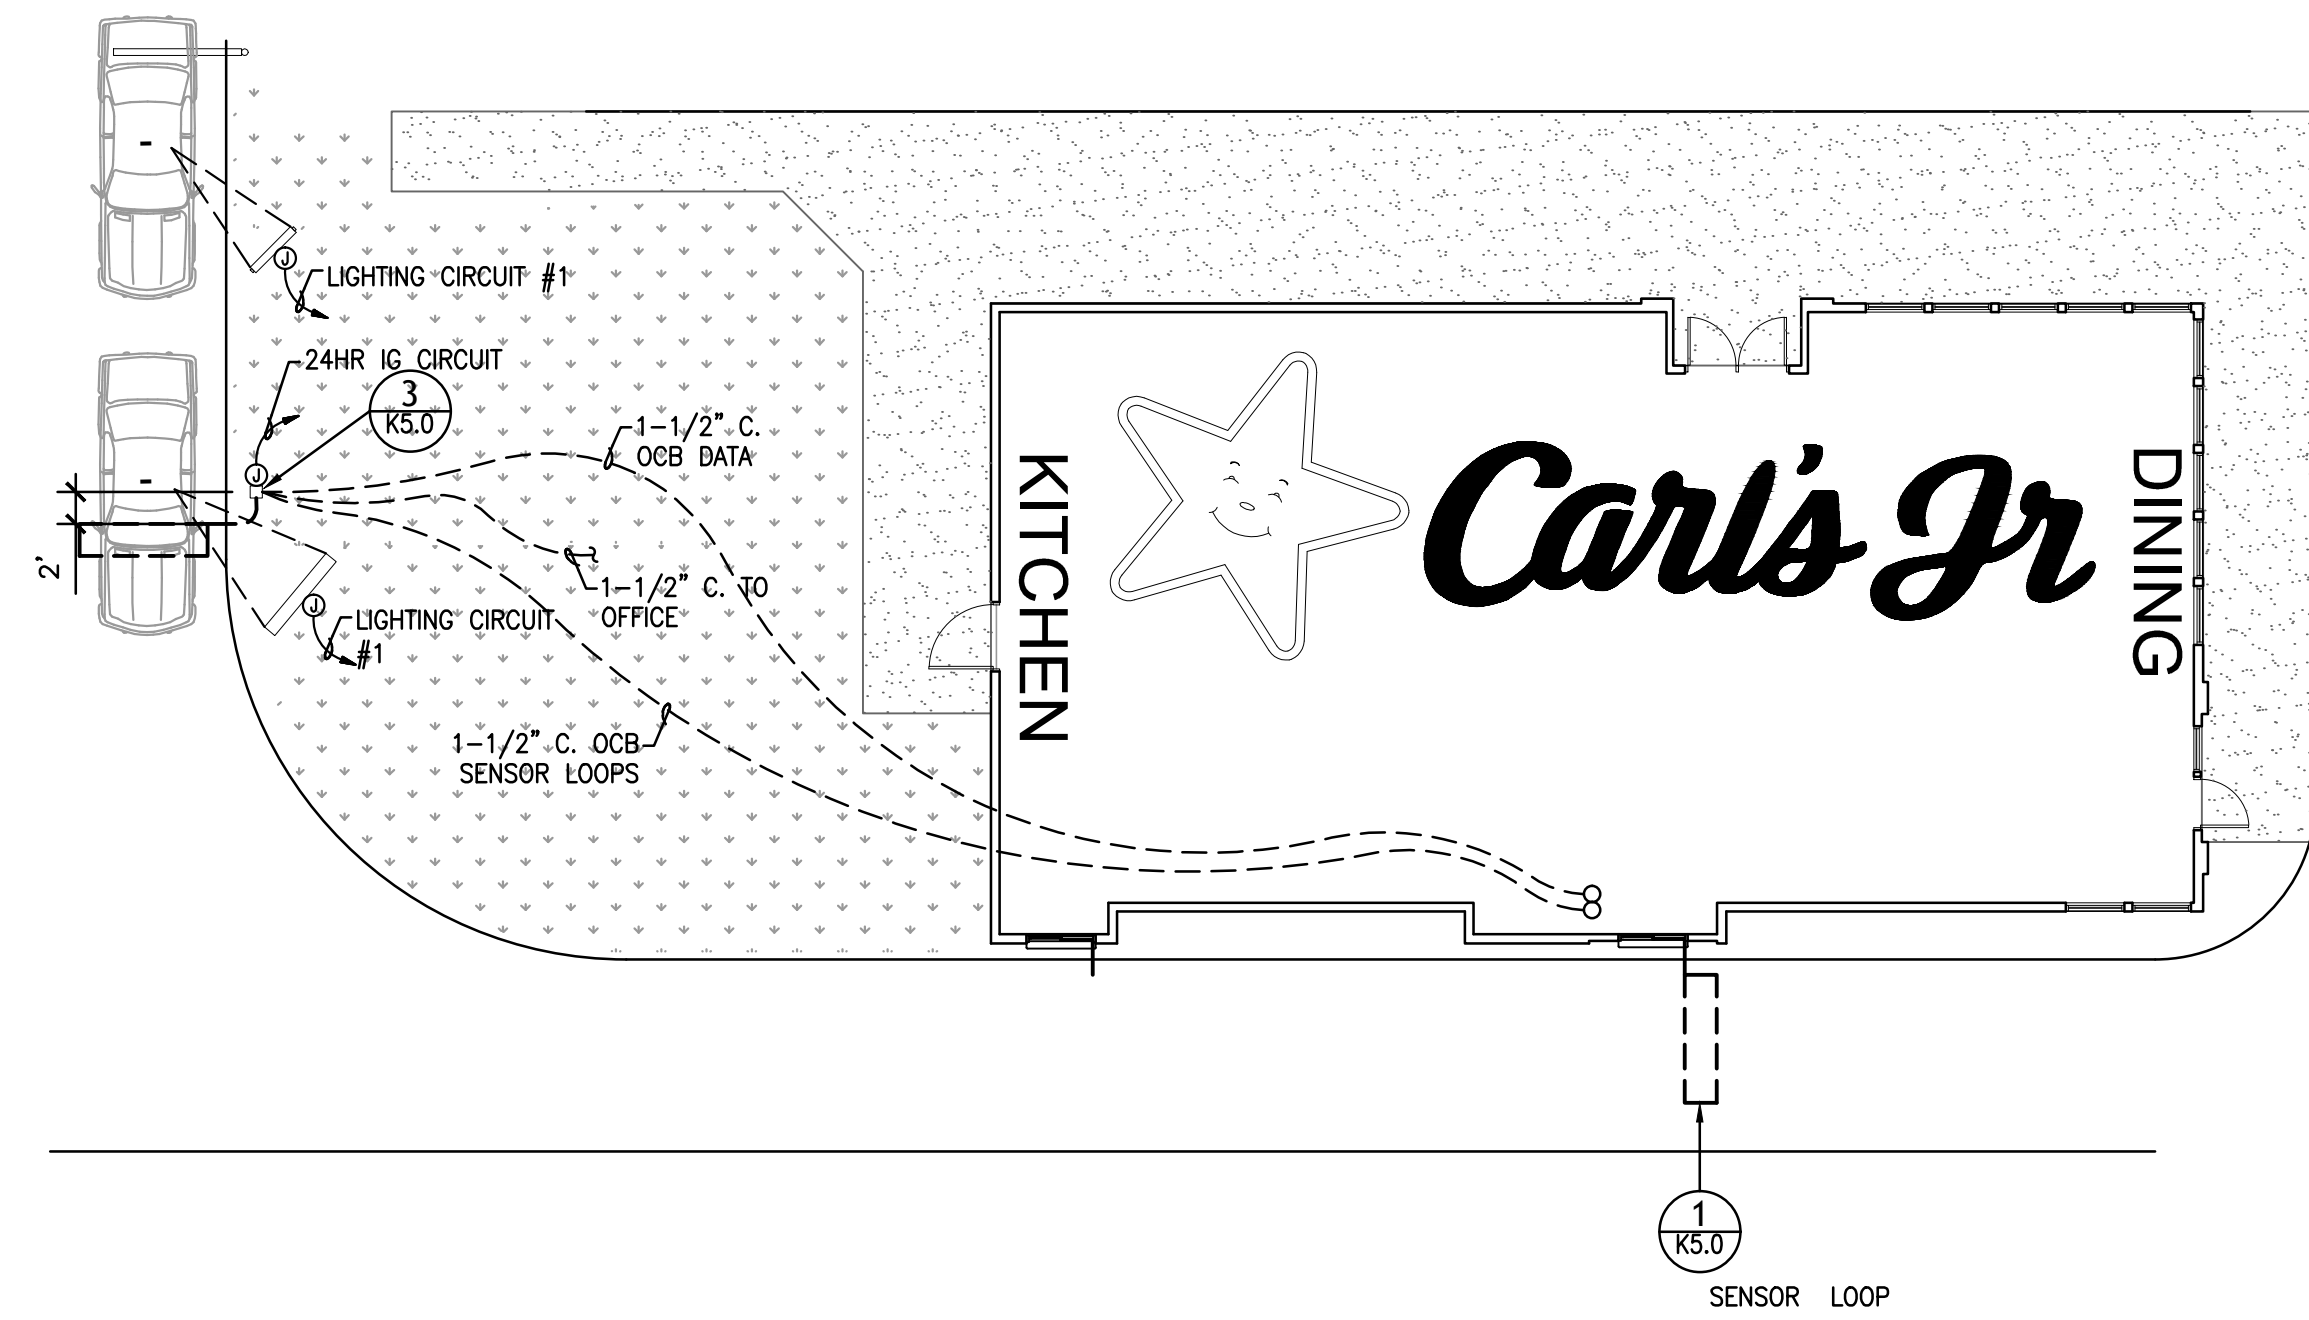 J
LIGHTING CIRCUIT #1
24HR IG CIRCUIT
3
K5.0
J
1-1/2" C.
OCB DATA
KITCHEN
Carl's Jr
DINING
2'
1-1/2" C. TO
OFFICE
J
LIGHTING CIRCUIT
#1
1-1/2" C. OCB
SENSOR LOOPS
1
K5.0
SENSOR LOOP